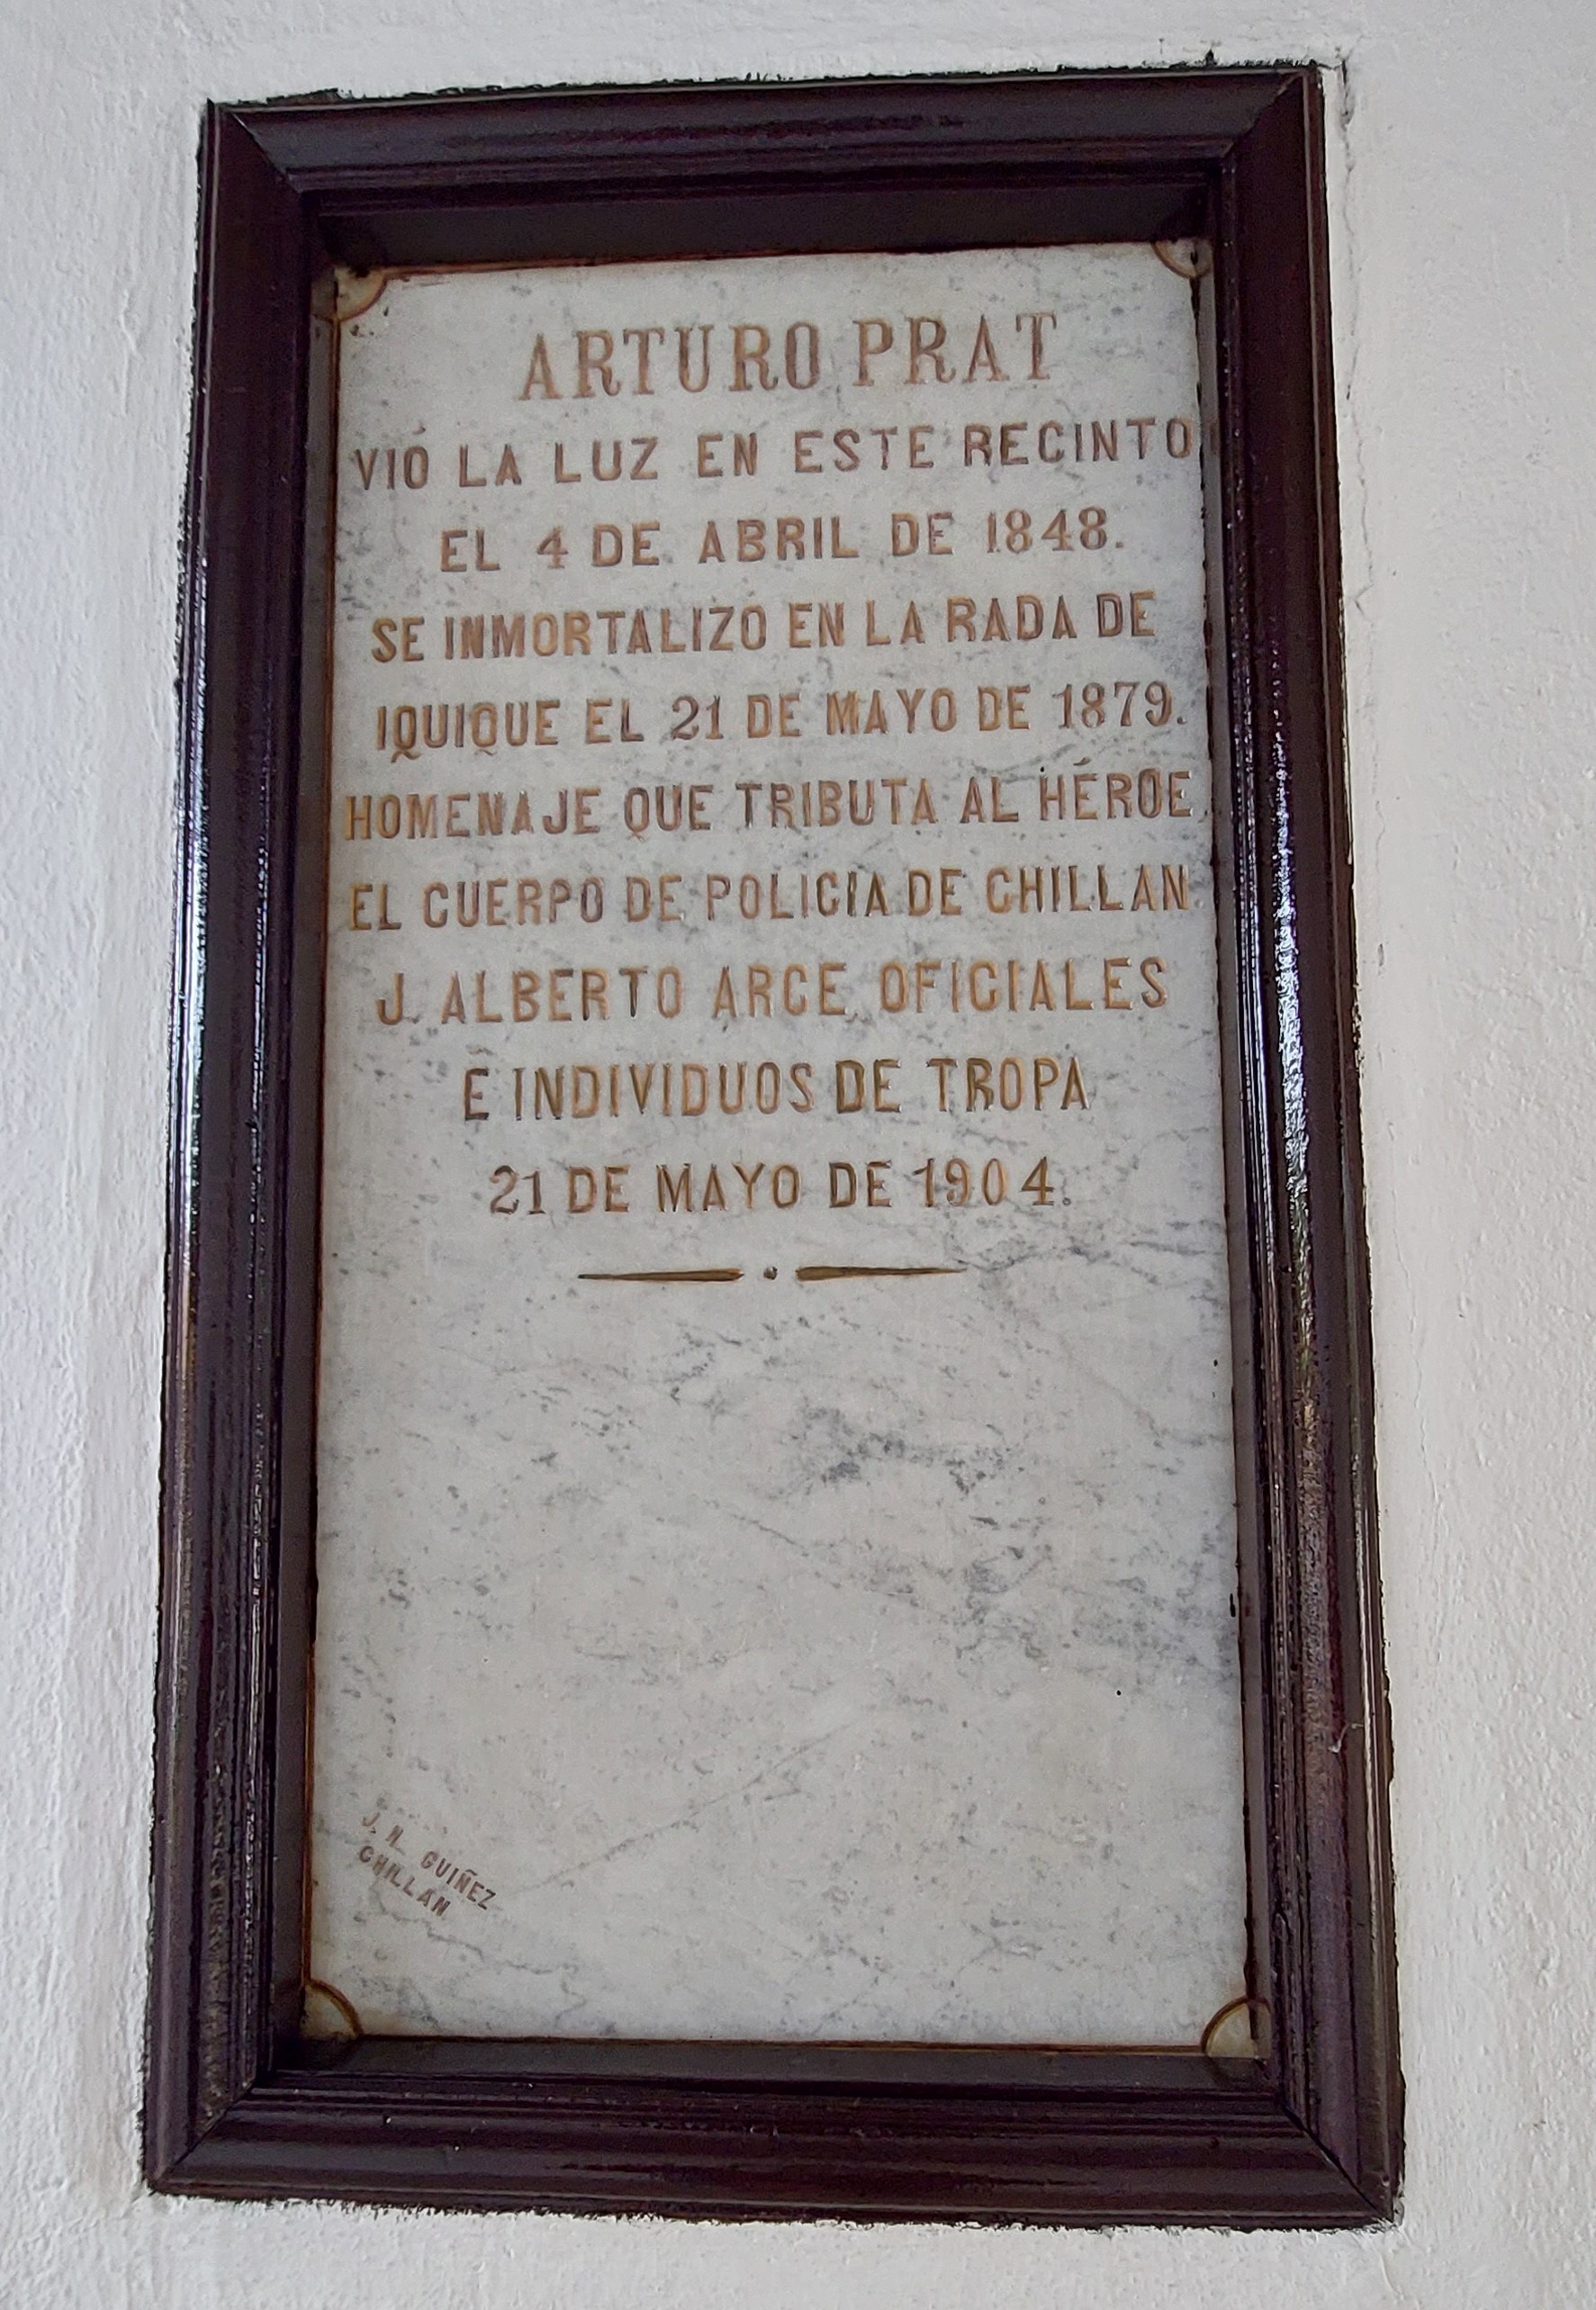 ARTURO PRAT
VIÓ LA LUZ EN ESTE RECINTO
EL 4 DE ABRIL DE 1848.
SE INMORTALIZO EN LA RADA DE
IQUIQUE EL 21 DE MAYO DE 1879.
HOMENAJE QUE TRIBUTA AL HÉROE
EL CUERPO DE POLICIA DE CHILLAN
J. ALBERTO ARCE OFICIALES
É INDIVIDUOS DE TROPA
21 DE MAYO DE 1904.
J. N. GUIÑEZ
CHILLAN